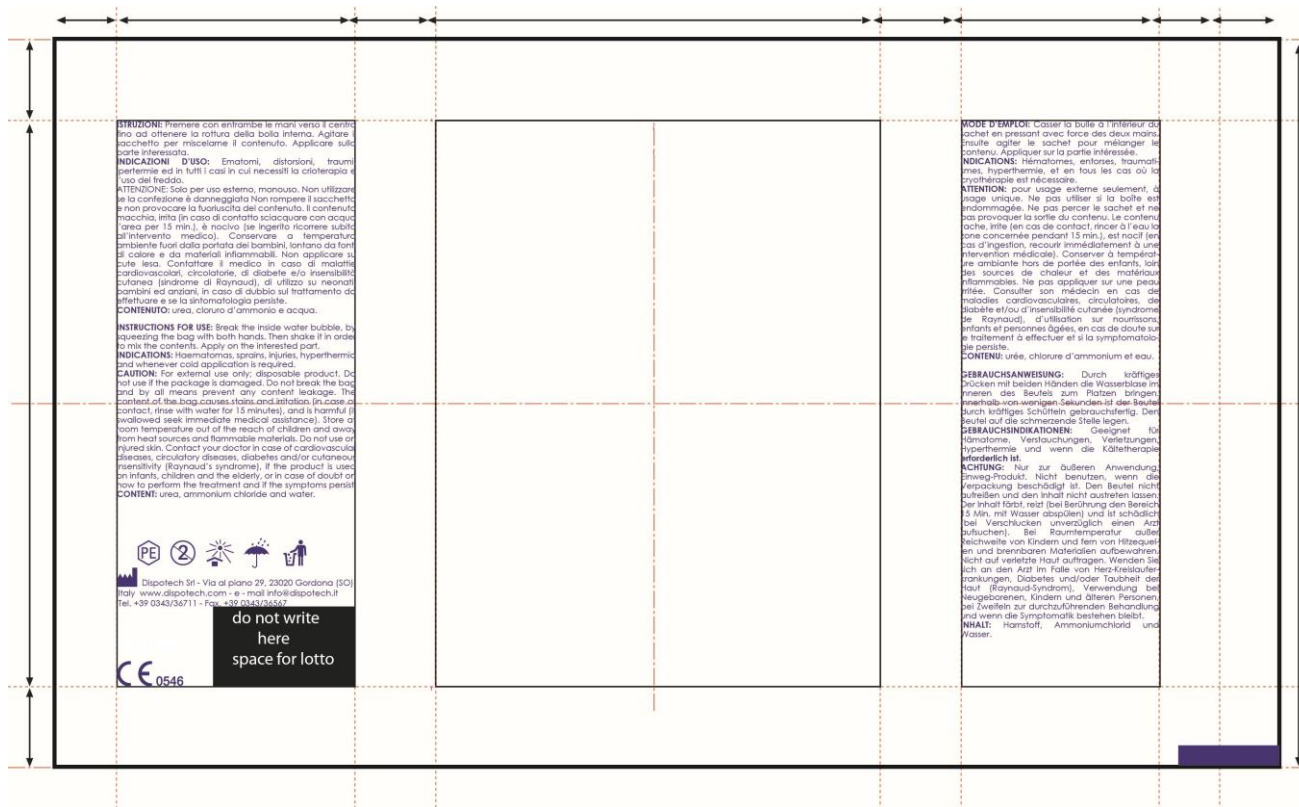 ISTRUZIONI: Premere con entrambe le mani verso il centro
fino ad ottenere la rottura della bolla interna. Agitare il
sacchetto per miscelarne il contenuto. Applicare sulla
parte interessata.
INDICAZIONI D'USO: Ematomi, distorsioni, traumi
ipertermie ed in tutti i casi in cui necessiti la crioterapia e
l'uso del freddo.
ATTENZIONE: Solo per uso esterno, monouso. Non utilizzare
se la confezione è danneggiata Non rompere il sacchetto
e non provocare la fuoriuscita del contenuto. Il contenuto
macchia, irrita (in caso di contatto sciacquare con acqua
l'area per 15 min.), è nocivo (se ingerito ricorrere subito
all'intervento medico). Conservare a temperatura
ambiente fuori dalla portata dei bambini, lontano da fonti
di calore e da materiali infiammabili. Non applicare su
cute lesa. Contattare il medico in caso di malattie
cardiovascolari, circolatorie, di diabete e/o insensibilità
cutanea (sindrome di Raynaud), di utilizzo su neonati
bambini ed anziani, in caso di dubbio sul trattamento da
effettuare e se la sintomatologia persiste.
CONTENUTO: urea, cloruro d'ammonio e acqua.
INSTRUCTIONS FOR USE: Break the inside water bubble, by
squeezing the bag with both hands. Then shake it in order
to mix the contents. Apply on the interested part.
INDICATIONS: Haematomas, sprains, injuries, hyperthermic
and whenever cold application is required.
CAUTION: For external use only; disposable product. Do
not use if the package is damaged. Do not break the bag
and by all means prevent any content leakage. The
content of the bag causes stains and irritation (in case of
contact, rinse with water for 15 minutes), and is harmful (if
swallowed seek immediate medical assistance). Store at
room temperature out of the reach of children and away
from heat sources and flammable materials. Do not use on
injured skin. Contact your doctor in case of cardiovascular
diseases, circulatory diseases, diabetes and/or cutaneous
insensitivity (Raynaud's syndrome), if the product is used
on infants, children and the elderly, or in case of doubt on
how to perform the treatment and if the symptoms persist
CONTENT: urea, ammonium chloride and water.
PE 2
Dispotech Srl - Via al piano 29, 23020 Gordona (SO)
Italy www.dispotech.com - e - mail info@dispotech.it
Tel. +39 0343/36711 - Fax. +39 0343/36567
do not write
here
space for lotto
CE 0546
MODE D'EMPLOI: Casser la bulle à l'intérieur du
sachet en pressant avec force des deux mains.
Ensuite agiter le sachet pour mélanger le
contenu. Appliquer sur la partie intéressée.
INDICATIONS: Hématomes, entorses, traumati-
smes, hyperthermie, et en tous les cas où la
cryothérapie est nécessaire.
ATTENTION: pour usage externe seulement, à
usage unique. Ne pas utiliser si la boîte est
endommagée. Ne pas percer le sachet et ne
pas provoquer la sortie du contenu. Le contenu
tache, irrite (en cas de contact, rincer à l'eau la
zone concernée pendant 15 min.), est nocif (en
cas d'ingestion, recourir immédiatement à une
intervention médicale). Conserver à températ-
ure ambiante hors de portée des enfants, loin
des sources de chaleur et des matériaux
inflammables. Ne pas appliquer sur une peau
irritée. Consulter son médecin en cas de
maladies cardiovasculaires, circulatoires, de
diabète et/ou d'insensibilité cutanée (syndrome
de Raynaud), d'utilisation sur nourrissons,
enfants et personnes âgées, en cas de doute sur
le traitement à effectuer et si la symptomatolo-
gie persiste.
CONTENU: urée, chlorure d'ammonium et eau.
GEBRAUCHSANWEISUNG: Durch kräftiges
Drücken mit beiden Händen die Wasserblase im
Inneren des Beutels zum Platzen bringen.
Innerhalb von wenigen Sekunden ist der Beutel
durch kräftiges Schütteln gebrauchsfertig. Den
Beutel auf die schmerzende Stelle legen.
GEBRAUCHSINDIKATIONEN: Geeignet für
Hämatome, Verstauchungen, Verletzungen,
Hyperthermie und wenn die Kältetherapie
erforderlich ist.
ACHTUNG: Nur zur äußeren Anwendung,
Einweg-Produkt. Nicht benutzen, wenn die
Verpackung beschädigt ist. Den Beutel nicht
aufreißen und den Inhalt nicht austreten lassen.
Der Inhalt färbt, reizt (bei Berührung den Bereich
15 Min. mit Wasser abspülen) und ist schädlich
(bei Verschlucken unverzüglich einen Arzt
aufsuchen). Bei Raumtemperatur außer
Reichweite von Kindern und fern von Hitzequel-
len und brennbaren Materialien aufbewahren.
Nicht auf verletzte Haut auftragen. Wenden Sie
sich an den Arzt im Falle von Herz-Kreislaufer-
krankungen, Diabetes und/oder Taubheit der
Haut (Raynaud-Syndrom), Verwendung bei
Neugeborenen, Kindern und älteren Personen,
bei Zweifeln zur durchzuführenden Behandlung
und wenn die Symptomatik bestehen bleibt.
INHALT: Harnstoff, Ammoniumchlorid und
Wasser.